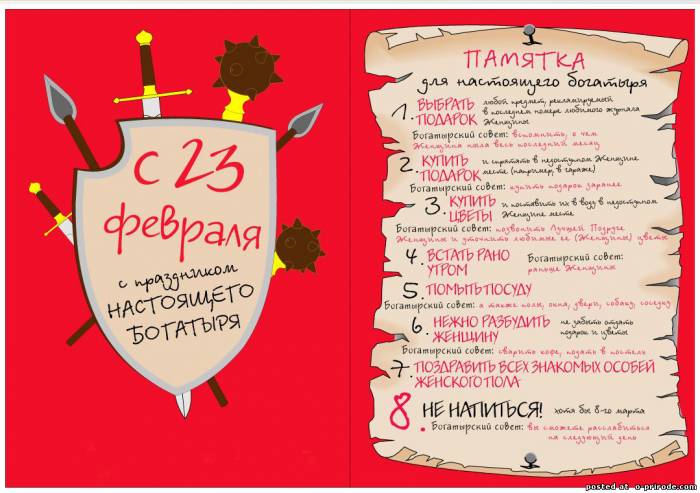 С 23
февраля
с праздником
НАСТОЯЩЕГО
БОГАТЫРЯ
ПАМЯТКА
для настоящего богатыря
1. ВЫБРАТЬ ПОДАРОК
любой предмет, рекламируемый
в последнем номере любимого журнала
Женщины
Богатырский совет: вспомнить, о чем
Женщина ныла весь последний месяц
2. КУПИТЬ ПОДАРОК
и спрятать в недоступном Женщине
месте (например, в гараже)
Богатырский совет: купить подарок заранее
3. КУПИТЬ ЦВЕТЫ
и поставить их в воду в недоступном
Женщине месте
Богатырский совет: позвонить Лучшей Подруге
Женщины и уточнить любимые ее (Женщины) цветы
4. ВСТАТЬ РАНО УТРОМ
Богатырский совет:
раньше Женщины
5. ПОМЫТЬ ПОСУДУ
Богатырский совет: а также полы, окна, двери, собаку, соседку
6. НЕЖНО РАЗБУДИТЬ ЖЕНЩИНУ
не забыть отдать
подарок и цветы
Богатырский совет: сварить кофе, подать в постель
7. ПОЗДРАВИТЬ ВСЕХ ЗНАКОМЫХ ОСОБЕЙ
ЖЕНСКОГО ПОЛА
8. НЕ НАПИТЬСЯ! хотя бы 8-го марта
Богатырский совет: вы сможете расслабиться
на следующий день
posted at o-prirode.com